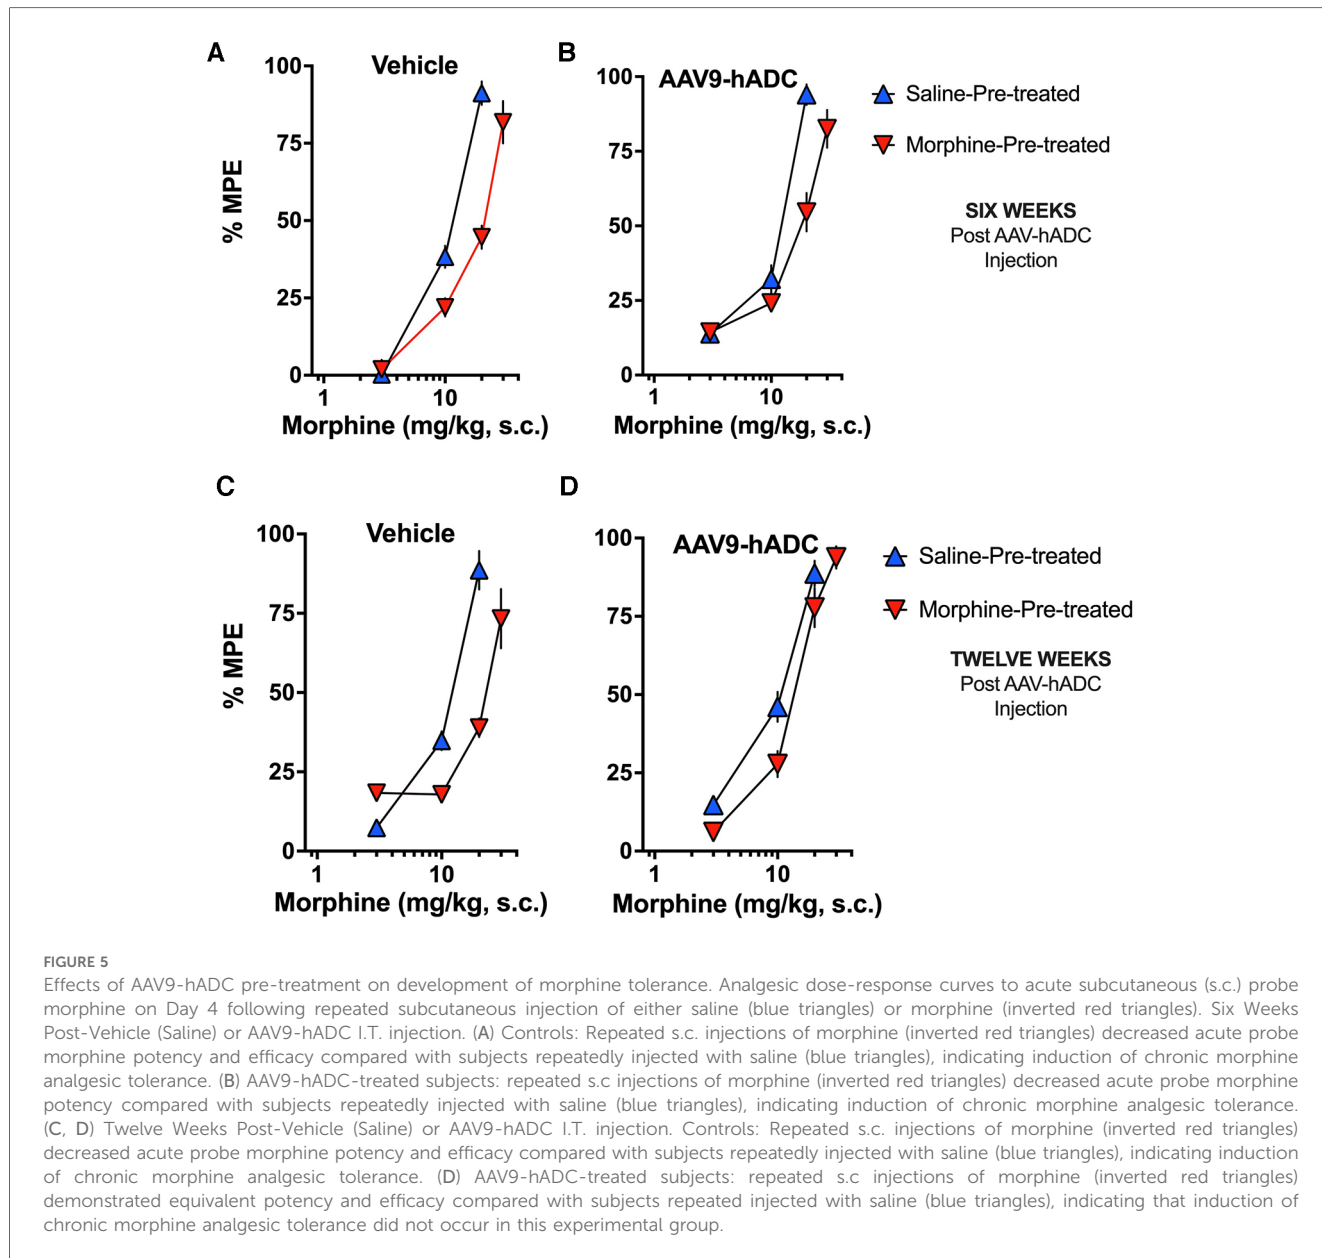 A
Vehicle
100
75
50
25
0
% MPE
1
10
Morphine (mg/kg, s.c.)
B
AAV9-hADC
100
75
50
25
0
1
10
Morphine (mg/kg, s.c.)
Saline-Pre-treated
Morphine-Pre-treated
SIX WEEKS
Post AAV-hADC
Injection
C
Vehicle
100
75
50
25
0
% MPE
1
10
Morphine (mg/kg, s.c.)
D
AAV9-hADC
100
75
50
25
0
1
10
Morphine (mg/kg, s.c.)
Saline-Pre-treated
Morphine-Pre-treated
TWELVE WEEKS
Post AAV-hADC
Injection
FIGURE 5
Effects of AAV9-hADC pre-treatment on development of morphine tolerance. Analgesic dose-response curves to acute subcutaneous (s.c.) probe
morphine on Day 4 following repeated subcutaneous injection of either saline (blue triangles) or morphine (inverted red triangles). Six Weeks
Post-Vehicle (Saline) or AAV9-hADC I.T. injection. (A) Controls: Repeated s.c. injections of morphine (inverted red triangles) decreased acute probe
morphine potency and efficacy compared with subjects repeatedly injected with saline (blue triangles), indicating induction of chronic morphine
analgesic tolerance. (B) AAV9-hADC-treated subjects: repeated s.c injections of morphine (inverted red triangles) decreased acute probe morphine
potency compared with subjects repeatedly injected with saline (blue triangles), indicating induction of chronic morphine analgesic tolerance.
(C, D) Twelve Weeks Post-Vehicle (Saline) or AAV9-hADC I.T. injection. Controls: Repeated s.c. injections of morphine (inverted red triangles)
decreased acute probe morphine potency and efficacy compared with subjects repeatedly injected with saline (blue triangles), indicating induction
of chronic morphine analgesic tolerance. (D) AAV9-hADC-treated subjects: repeated s.c injections of morphine (inverted red triangles)
demonstrated equivalent potency and efficacy compared with subjects repeated injected with saline (blue triangles), indicating that induction of
chronic morphine analgesic tolerance did not occur in this experimental group.